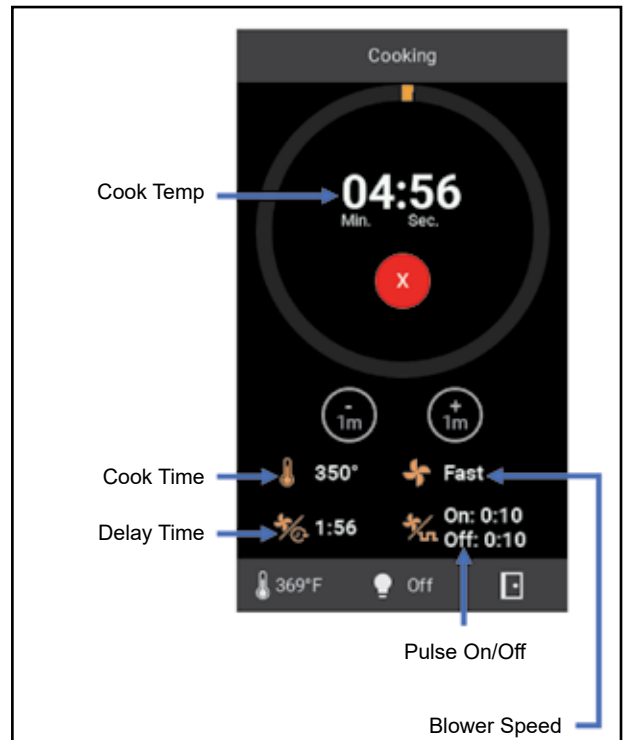 Cooking
Cook Temp
04:56
Min. Sec.
X
- +
1m 1m
Cook Time
350° Fast
Delay Time
1:56
On: 0:10
Off: 0:10
369°F Off
Pulse On/Off
Blower Speed